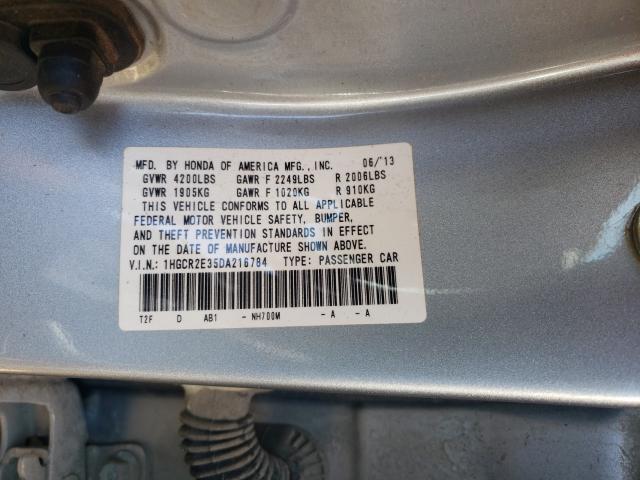 MFD. BY HONDA OF AMERICA MFG., INC. 06/'13
GVWR 4200LBS GAWR F 2249LBS R 2006LBS
GVWR 1905KG GAWR F 1020KG R 910KG
THIS VEHICLE CONFORMS TO ALL APPLICABLE
FEDERAL MOTOR VEHICLE SAFETY, BUMPER,
AND THEFT PREVENTION STANDARDS IN EFFECT
ON THE DATE OF MANUFACTURE SHOWN ABOVE.
V.I.N.: 1HGCR2E35DA216784 TYPE: PASSENGER CAR
T2F D AB1 - NH700M - A - A